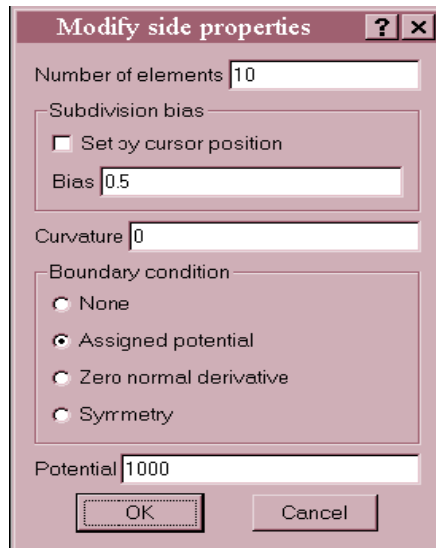 Modify side properties ? ×
Number of elements 10
Subdivision bias
Set by cursor position
Bias 0.5
Curvature 0
Boundary condition
None
Assigned potential
Zero normal derivative
Symmetry
Potential 1000
OK Cancel